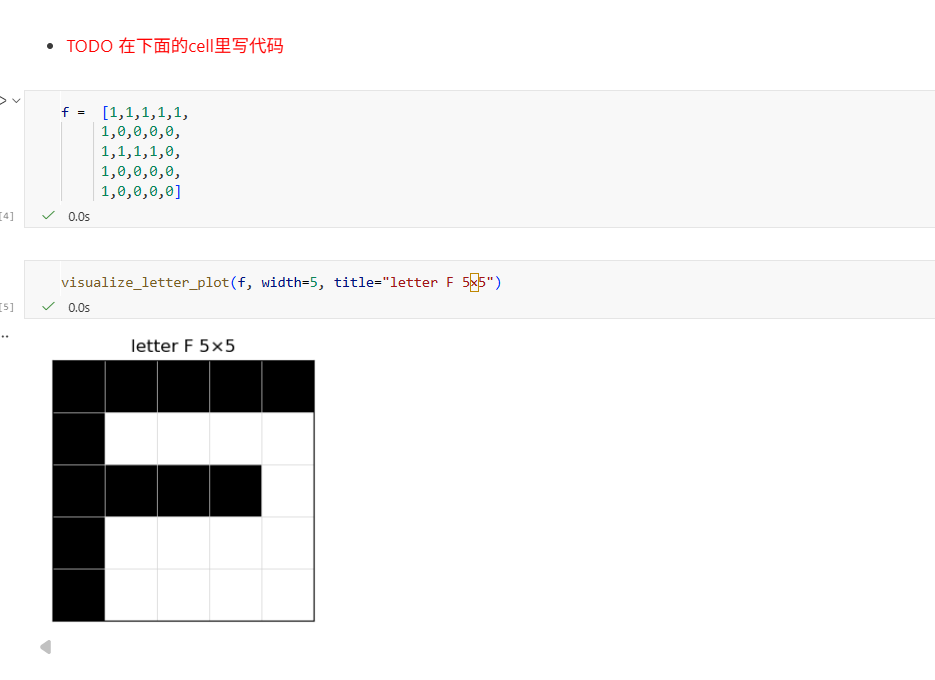 TODO 在下面的cell里写代码
f = [1,1,1,1,1,
1,0,0,0,0,
1,1,1,1,0,
1,0,0,0,0,
1,0,0,0,0]
[4]
0.0s
visualize_letter_plot(f, width=5, title="letter F 5×5")
[5]
0.0s
letter F 5×5